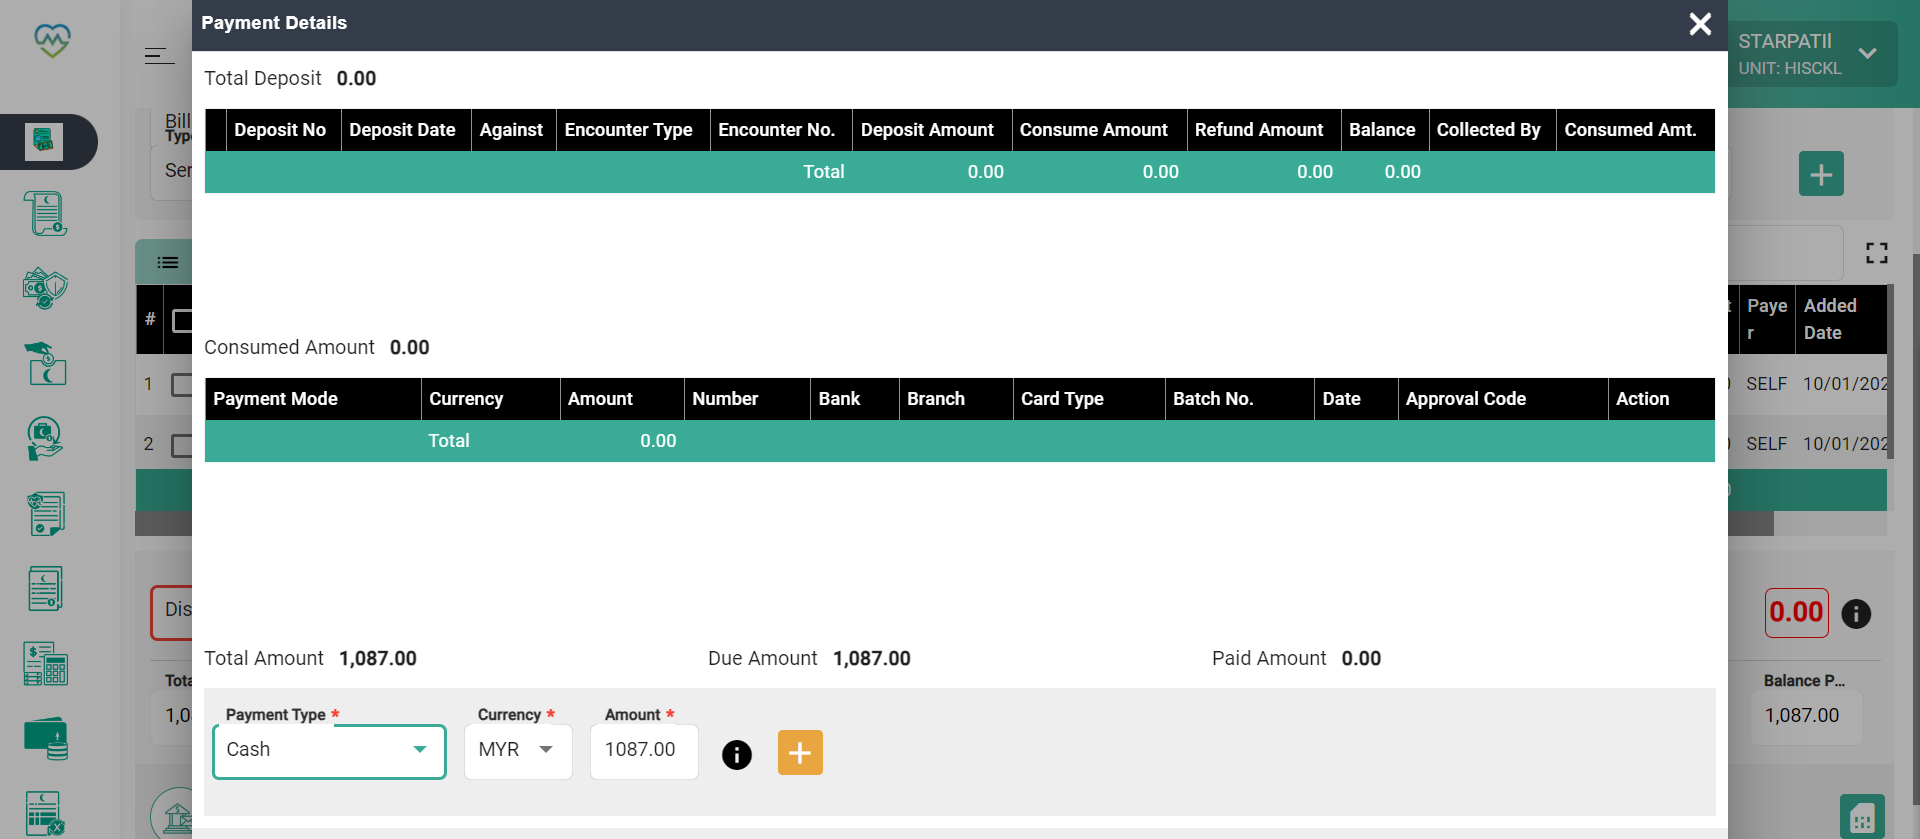 Payment Details
STARPATIl
UNIT: HISCKL
Total Deposit 0.00
Deposit No Deposit Date Against Encounter Type Encounter No. Deposit Amount Consume Amount Refund Amount Balance Collected By Consumed Amt.
Total 0.00 0.00 0.00 0.00
Bill
Typ
Ser
#
Paye
r
Added
Date
1 SELF 10/01/202
2 SELF 10/01/202
Consumed Amount 0.00
Payment Mode Currency Amount Number Bank Branch Card Type Batch No. Date Approval Code Action
Total 0.00
Dis
0.00
Total Amount 1,087.00 Due Amount 1,087.00 Paid Amount 0.00
Tota
1,0
Balance P...
1,087.00
Payment Type * Currency * Amount *
Cash MYR 1087.00